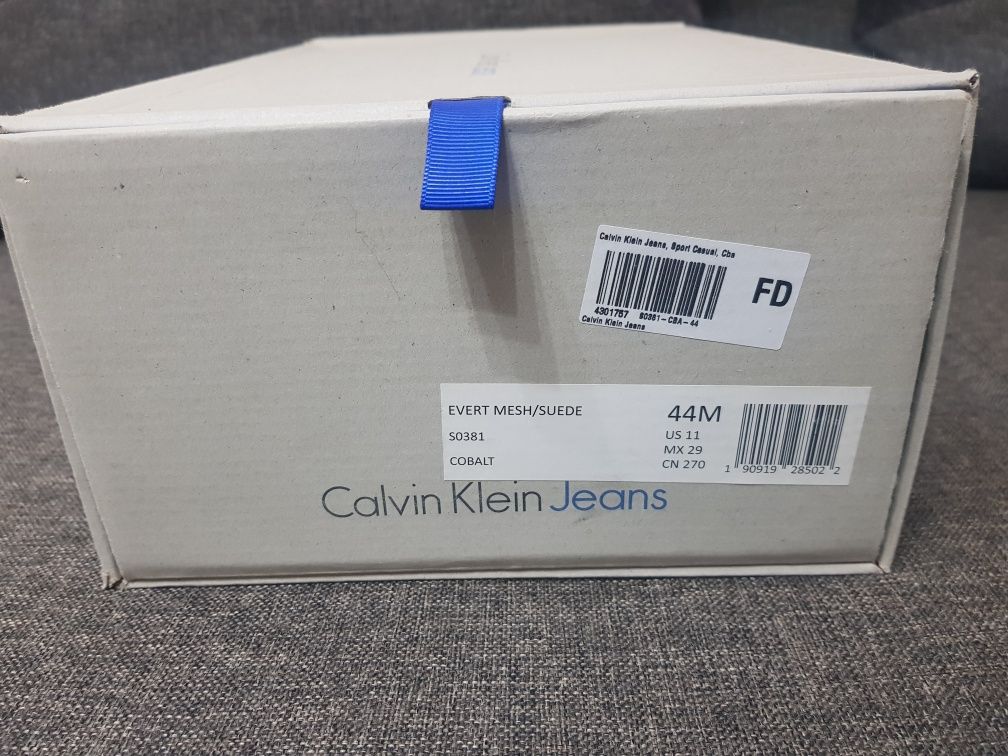 Calvin Klein Jeans, Sport Casual, Cba
FD
4301757 S0381-CBA-44
Calvin Klein Jeans
EVERT MESH/SUEDE 44M
S0381 US 11
MX 29
COBALT CN 270
1 90919 28502 2
Calvin Klein Jeans